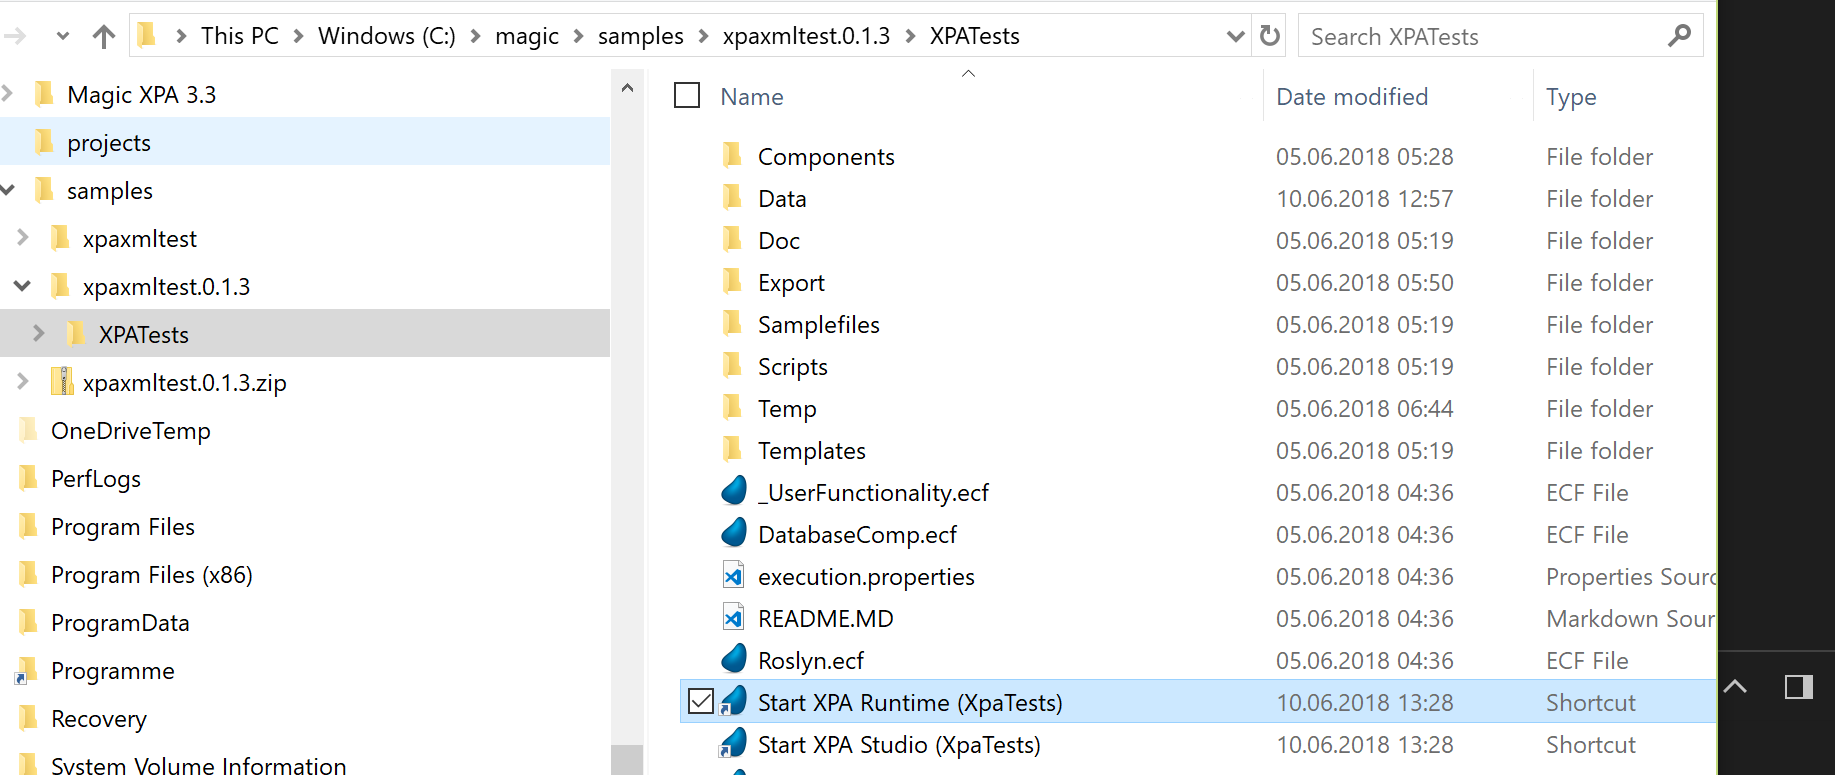 This PC > Windows (C:) > magic > samples > xpaxmltest.0.1.3 > XPATests
Search XPATests
Magic XPA 3.3
projects
samples
xpaxmltest
xpaxmltest.0.1.3
XPATests
xpaxmltest.0.1.3.zip
OneDriveTemp
PerfLogs
Program Files
Program Files (x86)
ProgramData
Programme
Recovery
System Volume Information
Name Date modified Type
Components 05.06.2018 05:28 File folder
Data 10.06.2018 12:57 File folder
Doc 05.06.2018 05:19 File folder
Export 05.06.2018 05:50 File folder
Samplefiles 05.06.2018 05:19 File folder
Scripts 05.06.2018 05:19 File folder
Temp 05.06.2018 06:44 File folder
Templates 05.06.2018 05:19 File folder
_UserFunctionality.ecf 05.06.2018 04:36 ECF File
DatabaseComp.ecf 05.06.2018 04:36 ECF File
execution.properties 05.06.2018 04:36 Properties Sourc
README.MD 05.06.2018 04:36 Markdown Sour
Roslyn.ecf 05.06.2018 04:36 ECF File
Start XPA Runtime (XpaTests) 10.06.2018 13:28 Shortcut
Start XPA Studio (XpaTests) 10.06.2018 13:28 Shortcut